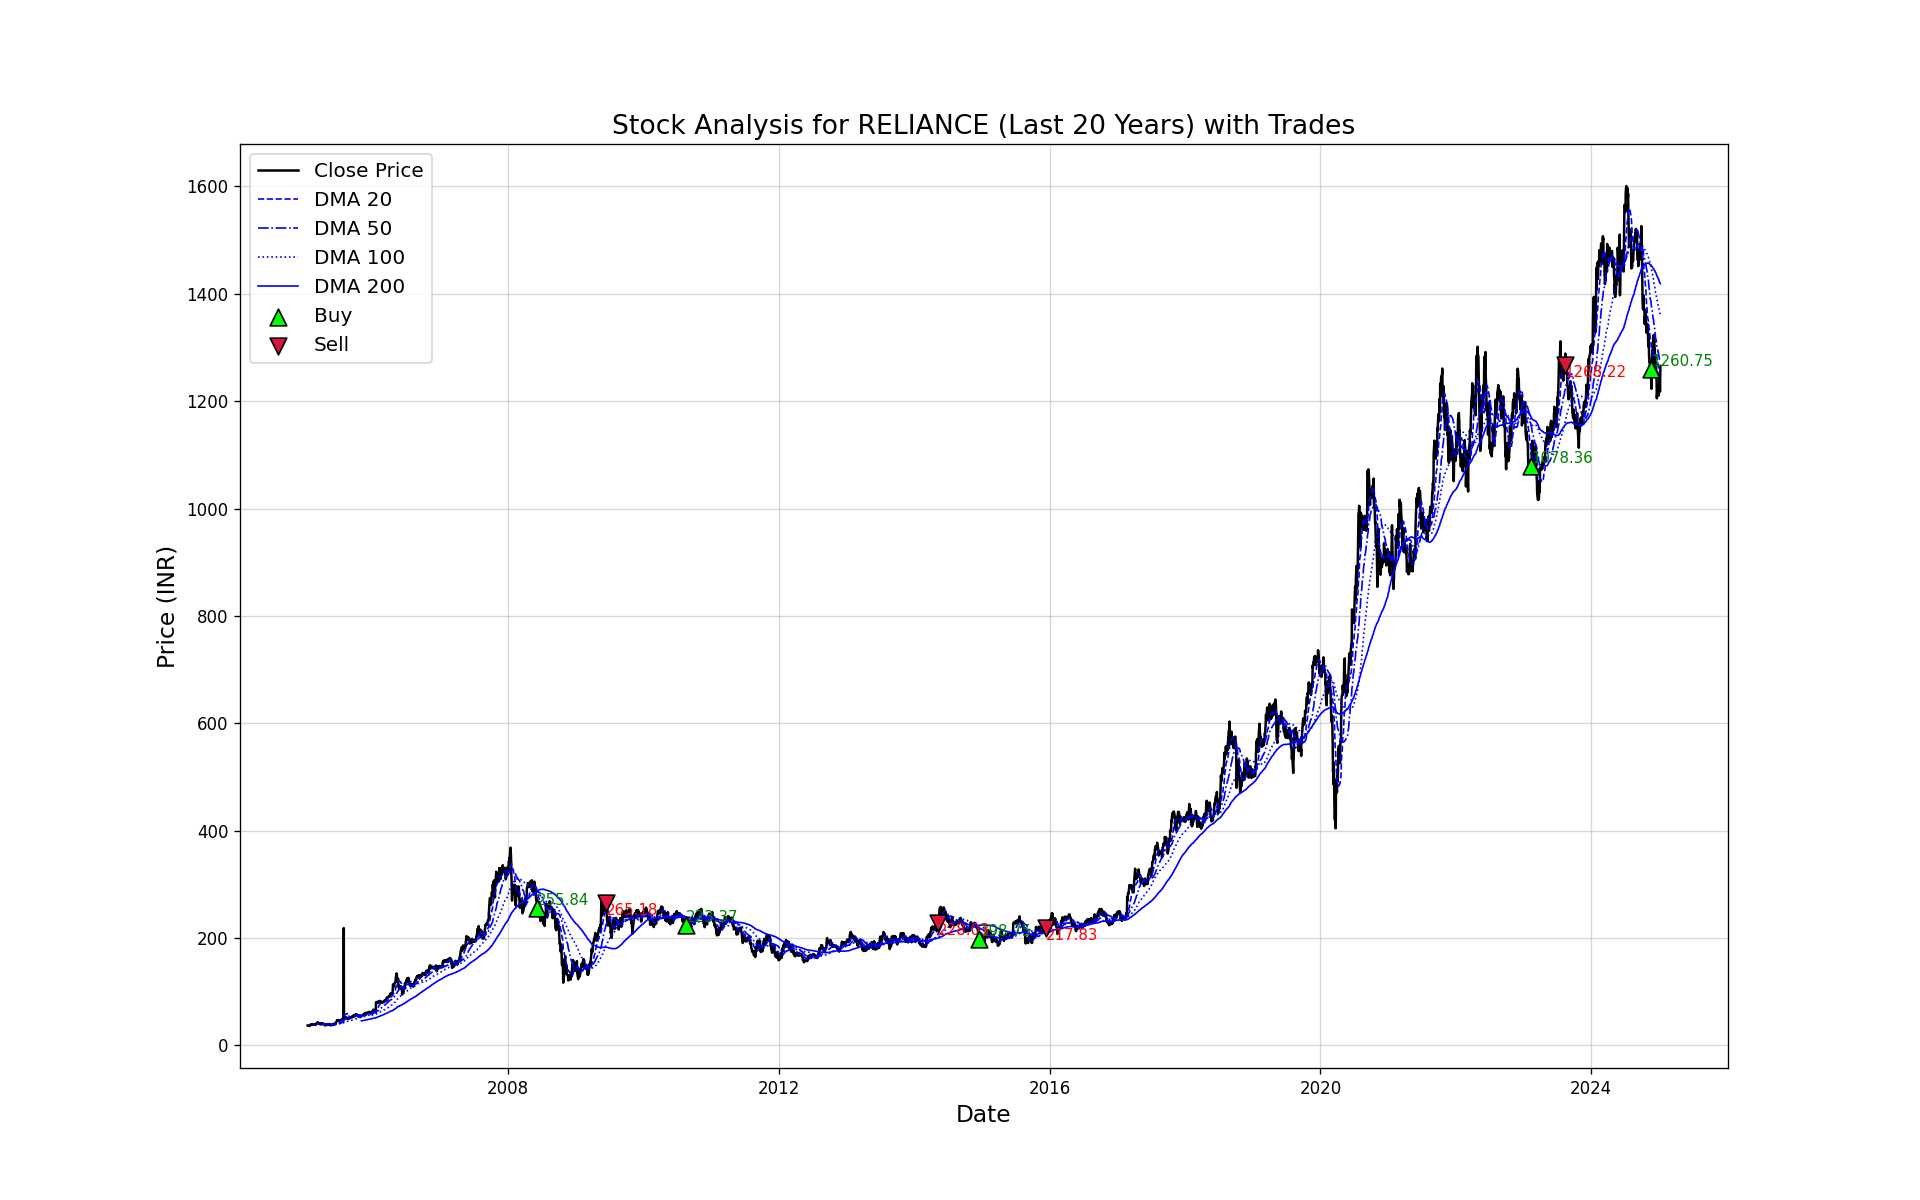 Stock Analysis for RELIANCE (Last 20 Years) with Trades
Close Price
DMA 20
DMA 50
DMA 100
DMA 200
Buy
Sell
1600
1400
1200
1000
800
600
400
200
0
Price (INR)
255.84
265.18
217.83
1078.36
1268.22
1260.75
2008
2012
2016
2020
2024
Date